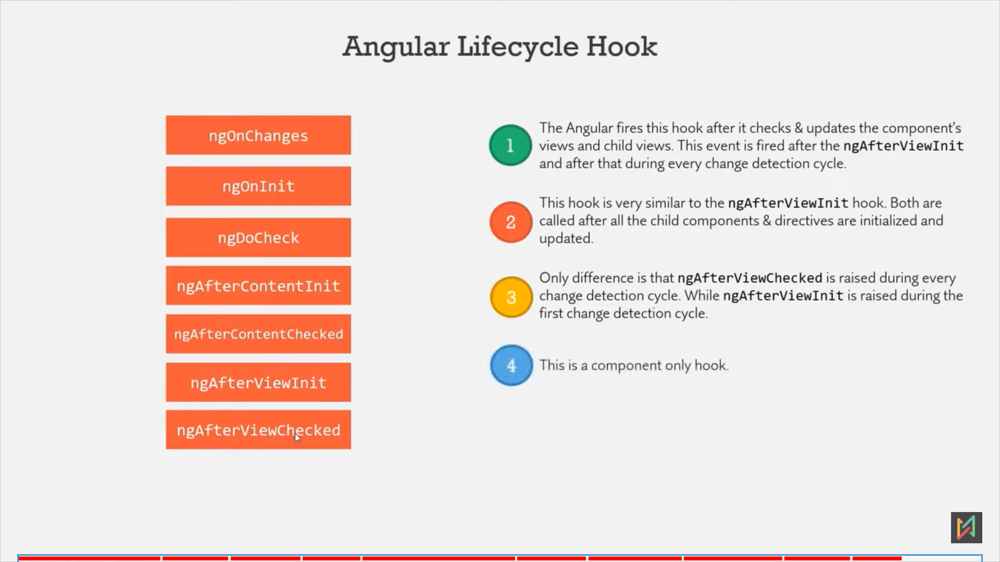 Angular Lifecycle Hook
ngOnChanges
ngOnInit
ngDoCheck
ngAfterContentInit
ngAfterContentChecked
ngAfterViewInit
ngAfterViewChecked
1
The Angular fires this hook after it checks & updates the component's
views and child views. This event is fired after the ngAfterViewInit
and after that during every change detection cycle.
2
This hook is very similar to the ngAfterViewInit hook. Both are
called after all the child components & directives are initialized and
updated.
3
Only difference is that ngAfterViewChecked is raised during every
change detection cycle. While ngAfterViewInit is raised during the
first change detection cycle.
4
This is a component only hook.